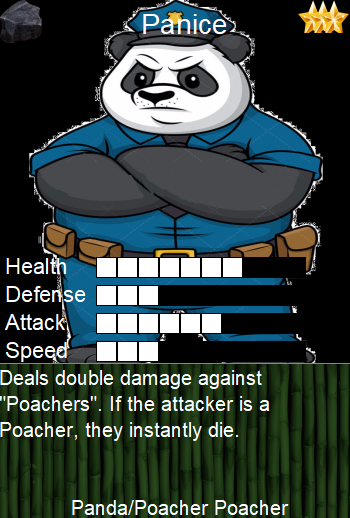 Panice
Health
Defense
Attack
Speed
Deals double damage against
"Poachers". If the attacker is a
Poacher, they instantly die.
Panda/Poacher Poacher